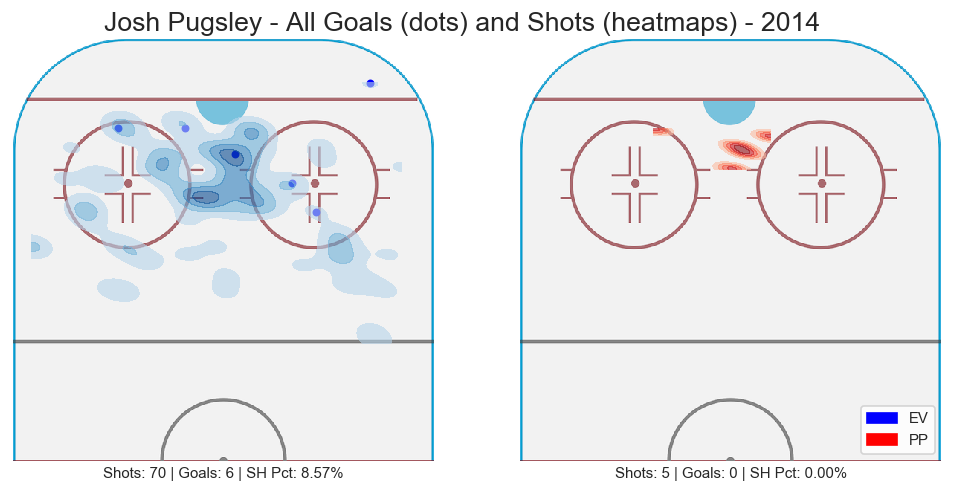 Josh Pugsley - All Goals (dots) and Shots (heatmaps) - 2014
EV
PP
Shots: 70 | Goals: 6 | SH Pct: 8.57%
Shots: 5 | Goals: 0 | SH Pct: 0.00%